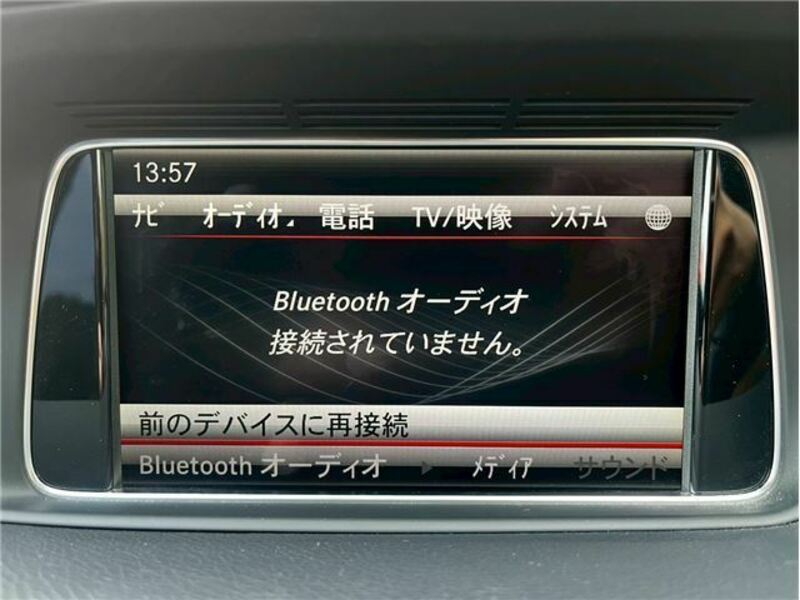 13:57
ﾅﾋﾞ ｵｰﾃﾞｨｵ 電話 TV/映像 ｼｽﾃﾑ
Bluetooth オーディオ
接続されていません。
前のデバイスに再接続
Bluetooth オーディオ ﾒﾃﾞｨｱ サウンド